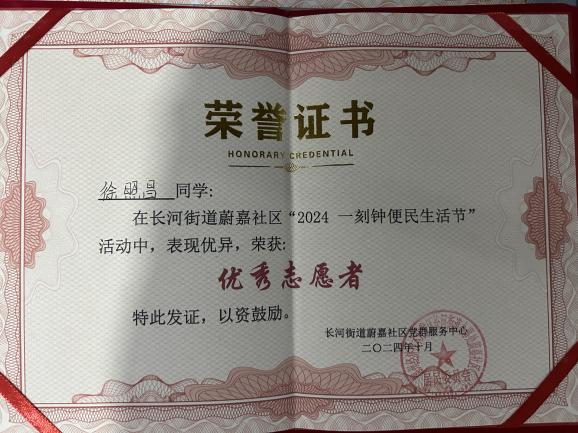 荣誉证书
HONORARY CREDENTIAL
徐照昌 同学:
在长河街道蔚嘉社区“2024 一刻钟便民生活节”
活动中，表现优异，荣获:
优秀志愿者
特此发证，以资鼓励。
长河街道蔚嘉社区党群服务中心
二〇二四年十月